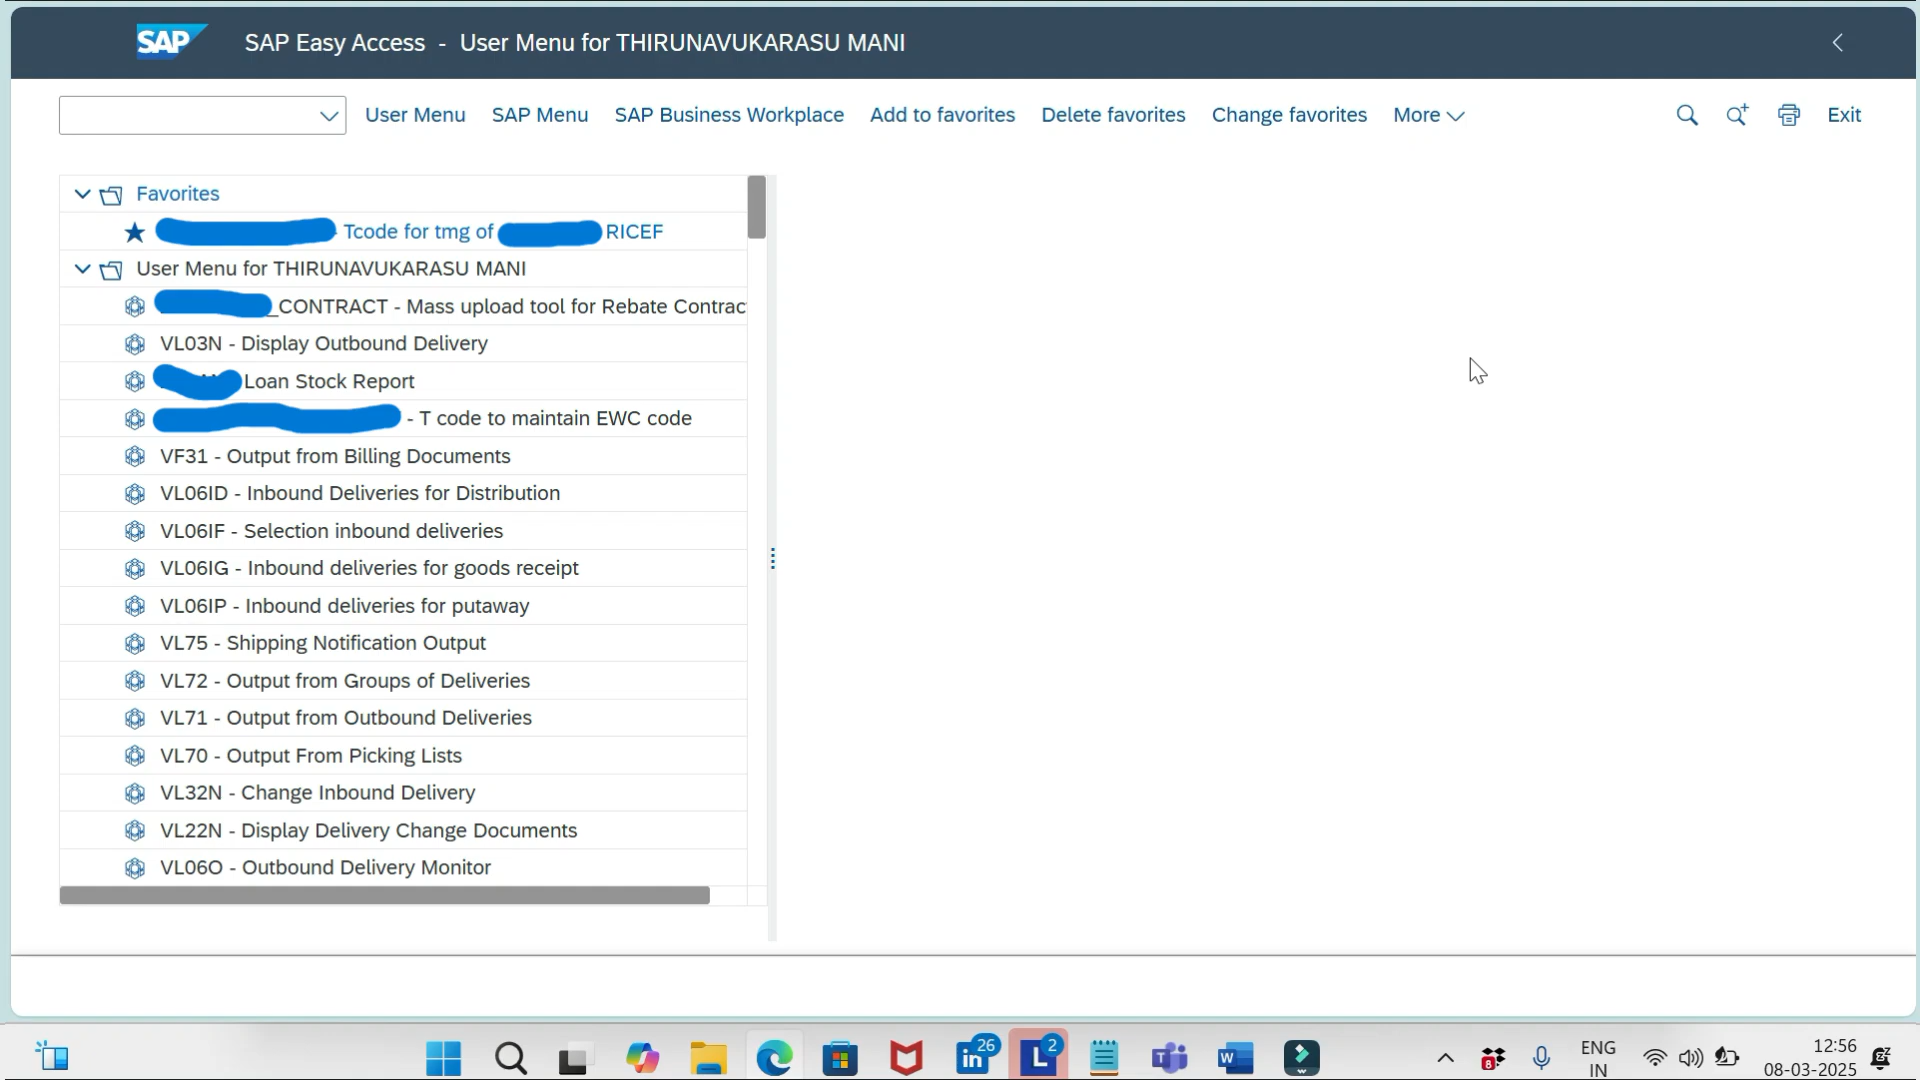 SAP SAP Easy Access - User Menu for THIRUNAVUKARASU MANI
User Menu SAP Menu SAP Business Workplace Add to favorites Delete favorites Change favorites More Exit
Favorites
Tcode for tmg of RICEF
User Menu for THIRUNAVUKARASU MANI
_CONTRACT - Mass upload tool for Rebate Contrac
VL03N - Display Outbound Delivery
Loan Stock Report
- T code to maintain EWC code
VF31 - Output from Billing Documents
VL06ID - Inbound Deliveries for Distribution
VL06IF - Selection inbound deliveries
VL06IG - Inbound deliveries for goods receipt
VL06IP - Inbound deliveries for putaway
VL75 - Shipping Notification Output
VL72 - Output from Groups of Deliveries
VL71 - Output from Outbound Deliveries
VL70 - Output From Picking Lists
VL32N - Change Inbound Delivery
VL22N - Display Delivery Change Documents
VL06O - Outbound Delivery Monitor
in 26 L 2 T W 8 ENG 12:56
IN 08-03-2025